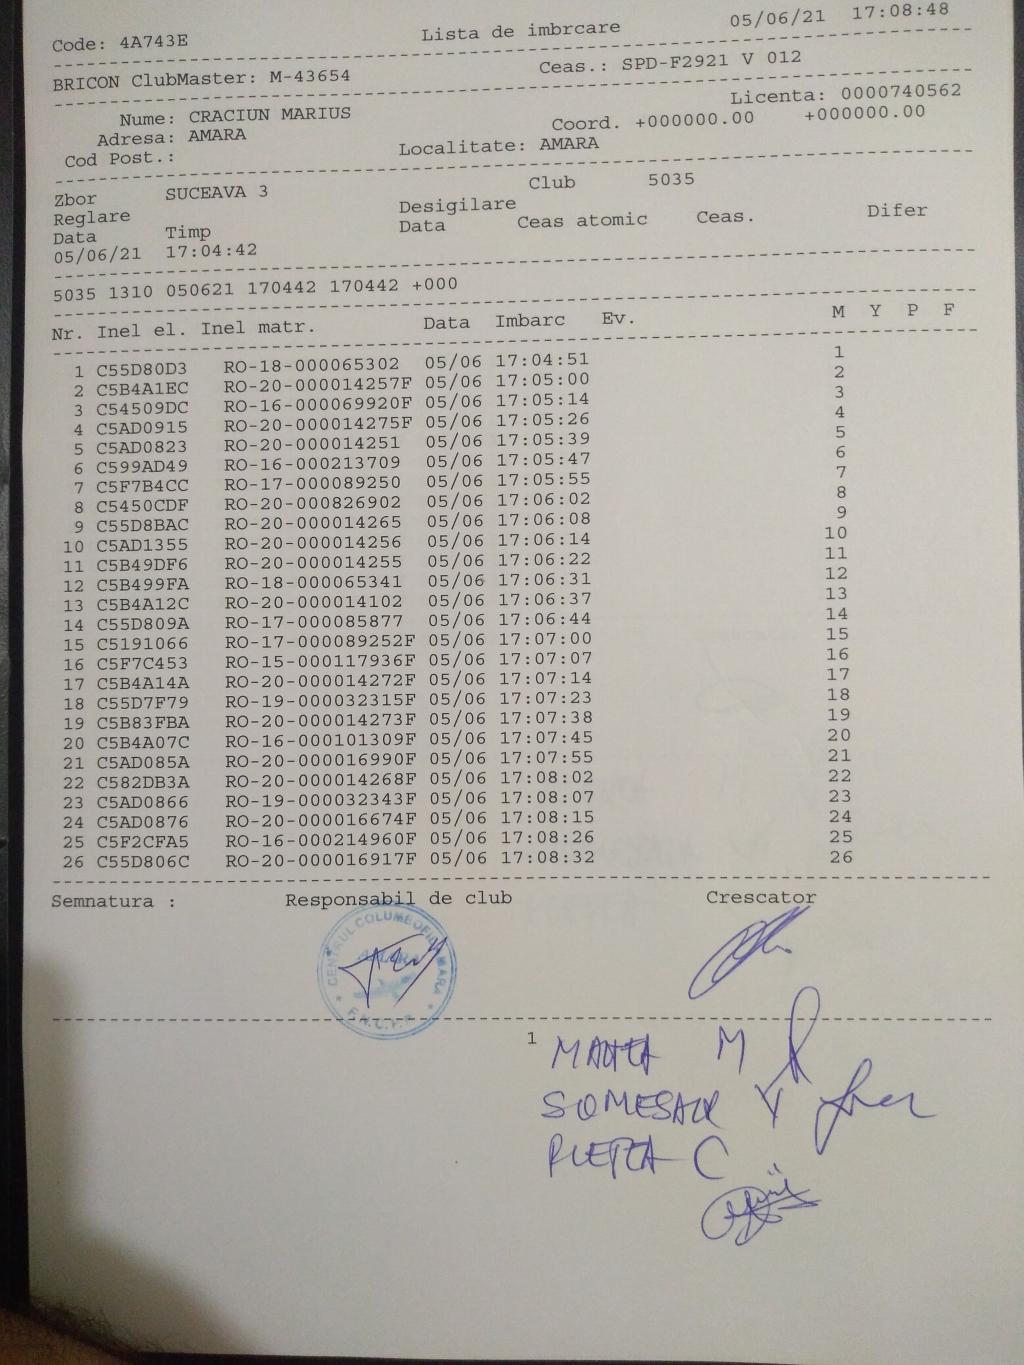 Code: 4A743E Lista de imbrcare 05/06/21 17:08:48
BRICON ClubMaster: M-43654 Ceas.: SPD-F2921 V 012
Nume: CRACIUN MARIUS Licenta: 0000740562
Adresa: AMARA Coord. +000000.00 +000000.00
Cod Post.: Localitate: AMARA
Zbor SUCEAVA 3 Club 5035
Reglare Desigilare
Data Timp Data Ceas atomic Ceas. Difer
05/06/21 17:04:42
5035 1310 050621 170442 170442 +000
Nr. Inel el. Inel matr. Data Imbarc Ev. M Y P F
1 C55D80D3 RO-18-000065302 05/06 17:04:51 1
2 C5B4A1EC RO-20-000014257F 05/06 17:05:00 2
3 C54509DC RO-16-000069920F 05/06 17:05:14 3
4 C5AD0915 RO-20-000014275F 05/06 17:05:26 4
5 C5AD0823 RO-20-000014251 05/06 17:05:39 5
6 C599AD49 RO-16-000213709 05/06 17:05:47 6
7 C5F7B4CC RO-17-000089250 05/06 17:05:55 7
8 C5450CDF RO-20-000826902 05/06 17:06:02 8
9 C55D8BAC RO-20-000014265 05/06 17:06:08 9
10 C5AD1355 RO-20-000014256 05/06 17:06:14 10
11 C5B49DF6 RO-20-000014255 05/06 17:06:22 11
12 C5B499FA RO-18-000065341 05/06 17:06:31 12
13 C5B4A12C RO-20-000014102 05/06 17:06:37 13
14 C55D809A RO-17-000085877 05/06 17:06:44 14
15 C5191066 RO-17-000089252F 05/06 17:07:00 15
16 C5F7C453 RO-15-000117936F 05/06 17:07:07 16
17 C5B4A14A RO-20-000014272F 05/06 17:07:14 17
18 C55D7F79 RO-19-000032315F 05/06 17:07:23 18
19 C5B83FBA RO-20-000014273F 05/06 17:07:38 19
20 C5B4A07C RO-16-000101309F 05/06 17:07:45 20
21 C5AD085A RO-20-000016990F 05/06 17:07:55 21
22 C582DB3A RO-20-000014268F 05/06 17:08:02 22
23 C5AD0866 RO-19-000032343F 05/06 17:08:07 23
24 C5AD0876 RO-20-000016674F 05/06 17:08:15 24
25 C5F2CFA5 RO-16-000214960F 05/06 17:08:26 25
26 C55D806C RO-20-000016917F 05/06 17:08:32 26
Semnatura : Responsabil de club Crescator
CENTRUL COLUMBOFIL AMARA
AMARA
F.N.C.P.R.
1
M
V
C